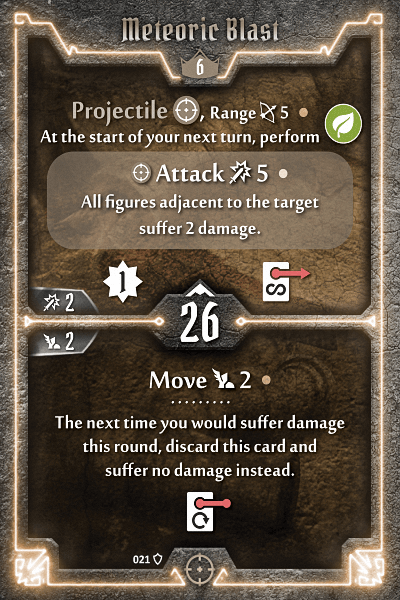 Meteoric Blast
6
Projectile, Range 5
At the start of your next turn, perform
Attack 5
All figures adjacent to the target
suffer 2 damage.
1
S
2
26
2
Move 2
The next time you would suffer damage
this round, discard this card and
suffer no damage instead.
021